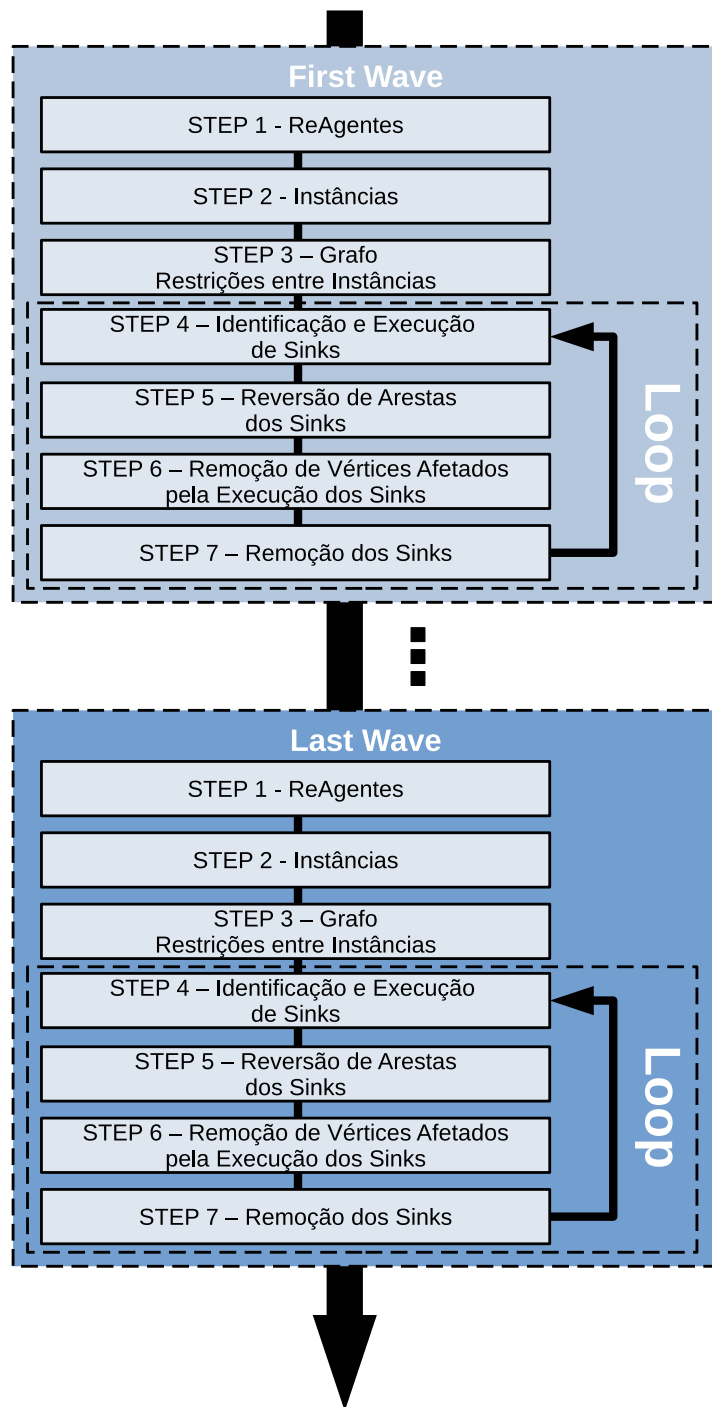 First Wave
STEP 1 - ReAgentes
STEP 2 - Instâncias
STEP 3 – Grafo
Restrições entre Instâncias
STEP 4 – Identificação e Execução
de Sinks
STEP 5 – Reversão de Arestas
dos Sinks
STEP 6 – Remoção de Vértices Afetados
pela Execução dos Sinks
STEP 7 – Remoção dos Sinks
Loop
Last Wave
STEP 1 - ReAgentes
STEP 2 - Instâncias
STEP 3 – Grafo
Restrições entre Instâncias
STEP 4 – Identificação e Execução
de Sinks
STEP 5 – Reversão de Arestas
dos Sinks
STEP 6 – Remoção de Vértices Afetados
pela Execução dos Sinks
STEP 7 – Remoção dos Sinks
Loop